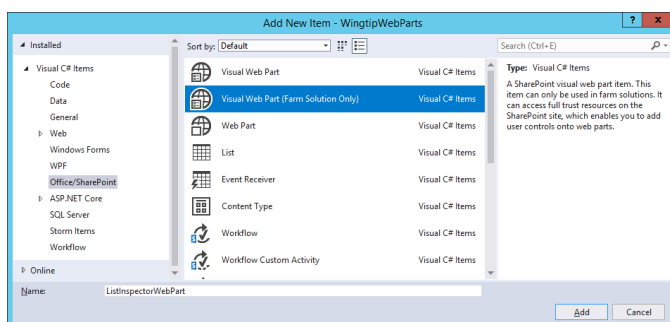 Add New Item - WingtipWebParts
? x
Installed
Sort by: Default
Search (Ctrl+E)
Visual C# Items
Code
Data
General
Web
Windows Forms
WPF
Office/SharePoint
ASP.NET Core
SQL Server
Storm Items
Workflow
Online
Visual Web Part Visual C# Items
Visual Web Part (Farm Solution Only) Visual C# Items
Web Part Visual C# Items
List Visual C# Items
Event Receiver Visual C# Items
Content Type Visual C# Items
Workflow Visual C# Items
Workflow Custom Activity Visual C# Items
Type: Visual C# Items
A SharePoint visual web part item. This
item can only be used in farm solutions. It
can access full trust resources on the
SharePoint site, which enables you to add
user controls onto web parts.
Name: ListInspectorWebPart
Add Cancel